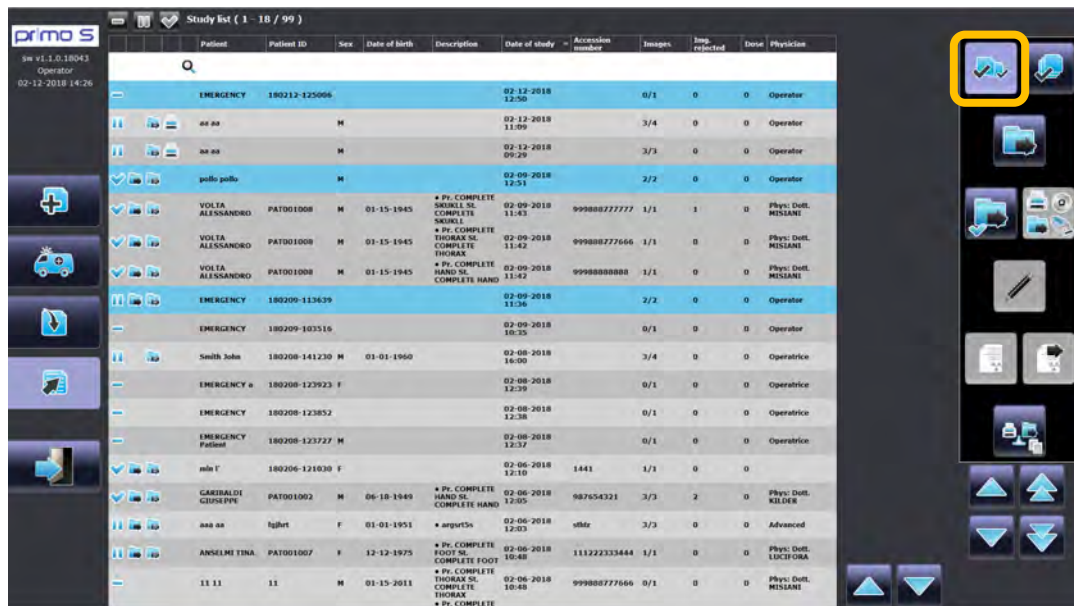 primo S
sw v1.1.0.18043
Operator
02-12-2018 14:26
Study list ( 1 - 18 / 99 )
Patient Patient ID Sex Date of birth Description Date of study Accession number Images Img. rejected Dose Physician
EMERGENCY 180212-125006 02-12-2018 12:50 0/1 0 0 Operator
aa aa M 02-12-2018 11:09 3/4 0 0 Operator
aa aa M 02-12-2018 09:29 3/3 0 0 Operator
pollo pollo M 02-09-2018 12:51 2/2 0 0 Operator
VOLTA ALESSANDRO PAT001008 M 01-15-1945 • Pr. COMPLETE SKUKLL SL COMPLETE SKUKLL 02-09-2018 11:43 999888777777 1/1 1 0 Phys: Dott. MISIANI
VOLTA ALESSANDRO PAT001008 M 01-15-1945 • Pr. COMPLETE THORAX SL COMPLETE THORAX 02-09-2018 11:42 999888777666 1/1 0 0 Phys: Dott. MISIANI
VOLTA ALESSANDRO PAT001008 M 01-15-1945 • Pr. COMPLETE HAND SL COMPLETE HAND 02-09-2018 11:42 99988888888 1/1 0 0 Phys: Dott. MISIANI
EMERGENCY 180209-113639 02-09-2018 11:36 2/2 0 0 Operator
EMERGENCY 180209-103516 02-09-2018 10:35 0/1 0 0 Operator
Smith John 180208-141230 M 01-01-1960 02-08-2018 16:00 3/4 0 0 Operatrice
EMERGENCY e 180208-123923 F 02-08-2018 12:39 0/1 0 0 Operatrice
EMERGENCY 180208-123852 02-08-2018 12:38 0/1 0 0 Operatrice
EMERGENCY Patient 180208-123727 M 02-08-2018 12:37 0/1 0 0 Operatrice
180206-121030 F 02-06-2018 12:10 1441 1/1 0 0
GARIBALDI GIUSEPPE PAT001002 M 06-18-1949 • Pr. COMPLETE HAND SL COMPLETE HAND 02-06-2018 12:05 987654321 3/3 2 0 Phys: Dott. KILDER
aaa aa F 01-01-1951 02-06-2018 12:03 3/3 0 0 Advanced
ANSELMI TINA PAT001007 F 12-12-1975 • Pr. COMPLETE FOOT SL COMPLETE FOOT 02-06-2018 10:48 111222333444 1/1 0 0 Phys: Dott. LUCIFORA
11 11 11 M 01-15-2011 • Pr. COMPLETE THORAX SL COMPLETE THORAX 02-06-2018 10:48 999888777666 0/1 0 0 Phys: Dott. MISIANI
• Pr. COMPLETE